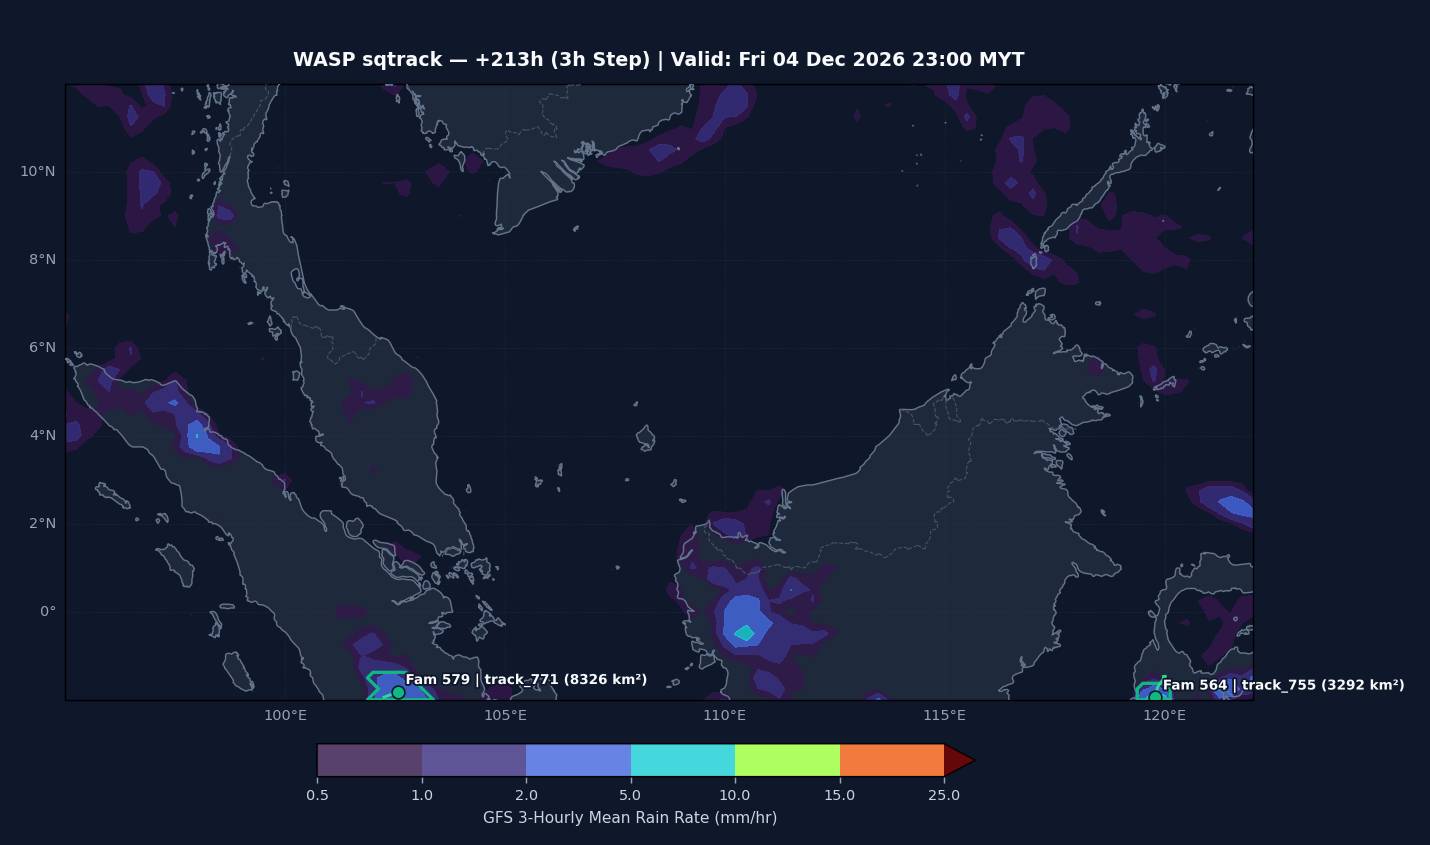 WASP sqtrack — +213h (3h Step) | Valid: Fri 04 Dec 2026 23:00 MYT
10°N
8°N
6°N
4°N
2°N
0°
Fam 579 | track_771 (8326 km²)
Fam 564 | track_755 (3292 km²)
100°E
105°E
110°E
115°E
120°E
0.5
1.0
2.0
5.0
10.0
15.0
25.0
GFS 3-Hourly Mean Rain Rate (mm/hr)